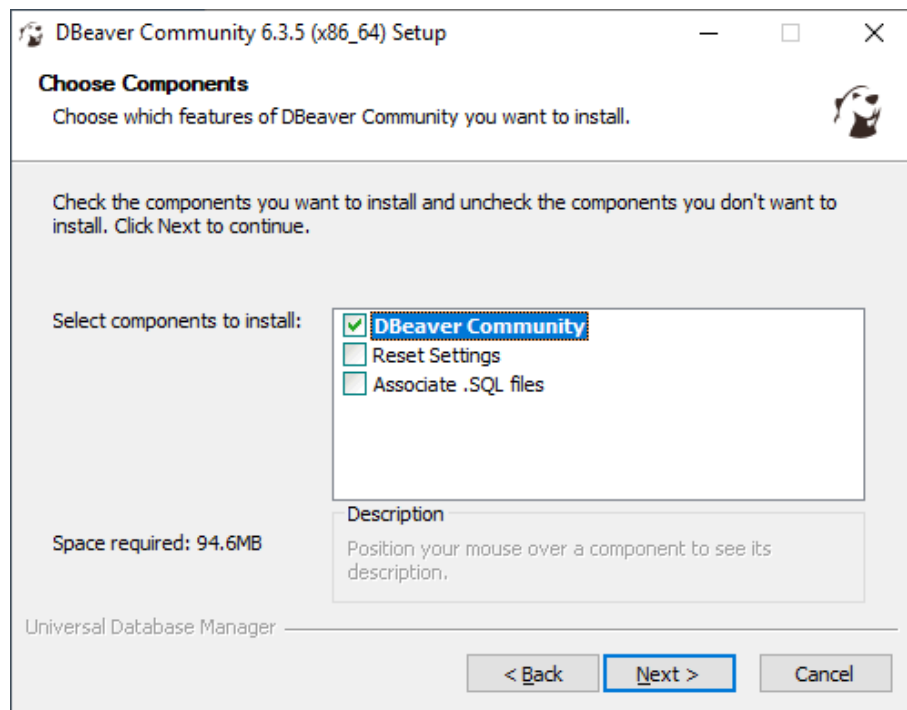 DBeaver Community 6.3.5 (x86_64) Setup
Choose Components
Choose which features of DBeaver Community you want to install.
Check the components you want to install and uncheck the components you don't want to
install. Click Next to continue.
Select components to install:
DBeaver Community
Reset Settings
Associate .SQL files
Space required: 94.6MB
Description
Position your mouse over a component to see its
description.
Universal Database Manager
< Back
Next >
Cancel